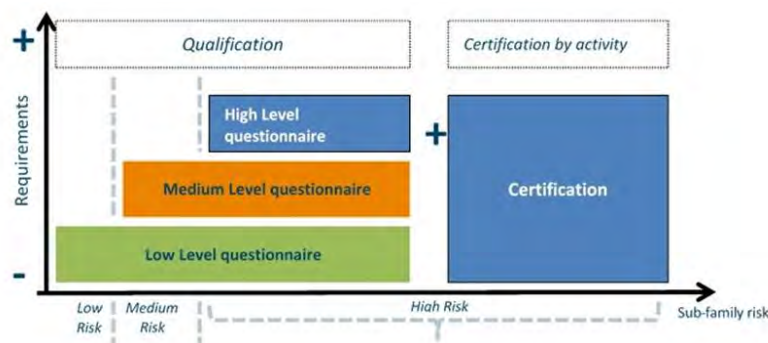 +
Qualification
Certification by activity
High Level
questionnaire
+
Requirements
Medium Level questionnaire
Certification
Low Level questionnaire
-
Low
Risk
Medium
Risk
High Risk
Sub-family risk